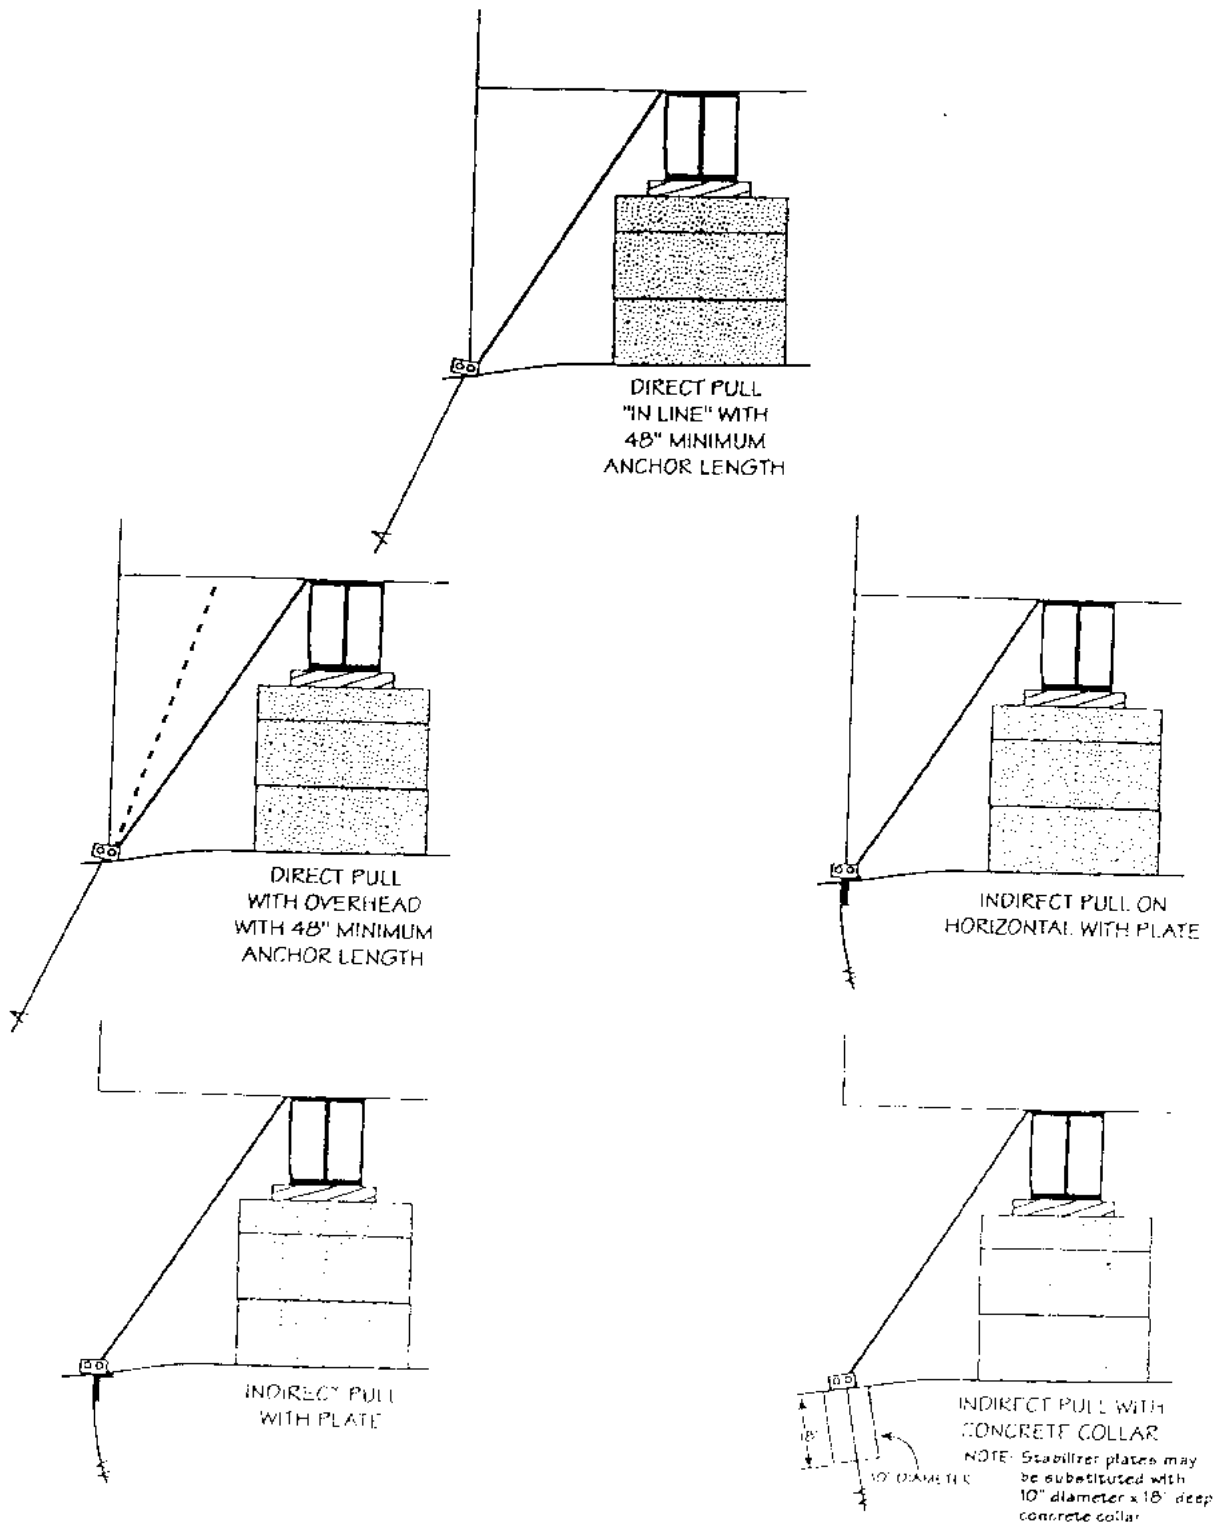 DIRECT PULL
"IN LINE" WITH
48" MINIMUM
ANCHOR LENGTH
DIRECT PULL
WITH OVERHEAD
WITH 48" MINIMUM
ANCHOR LENGTH
INDIRECT PULL ON
HORIZONTAL WITH PLATE
INDIRECT PULL
WITH PLATE
INDIRECT PULL WITH
CONCRETE COLLAR
18"
10" DIAMETER
NOTE: Stabilizer plates may
be substituted with
10" diameter x 18" deep
concrete collar